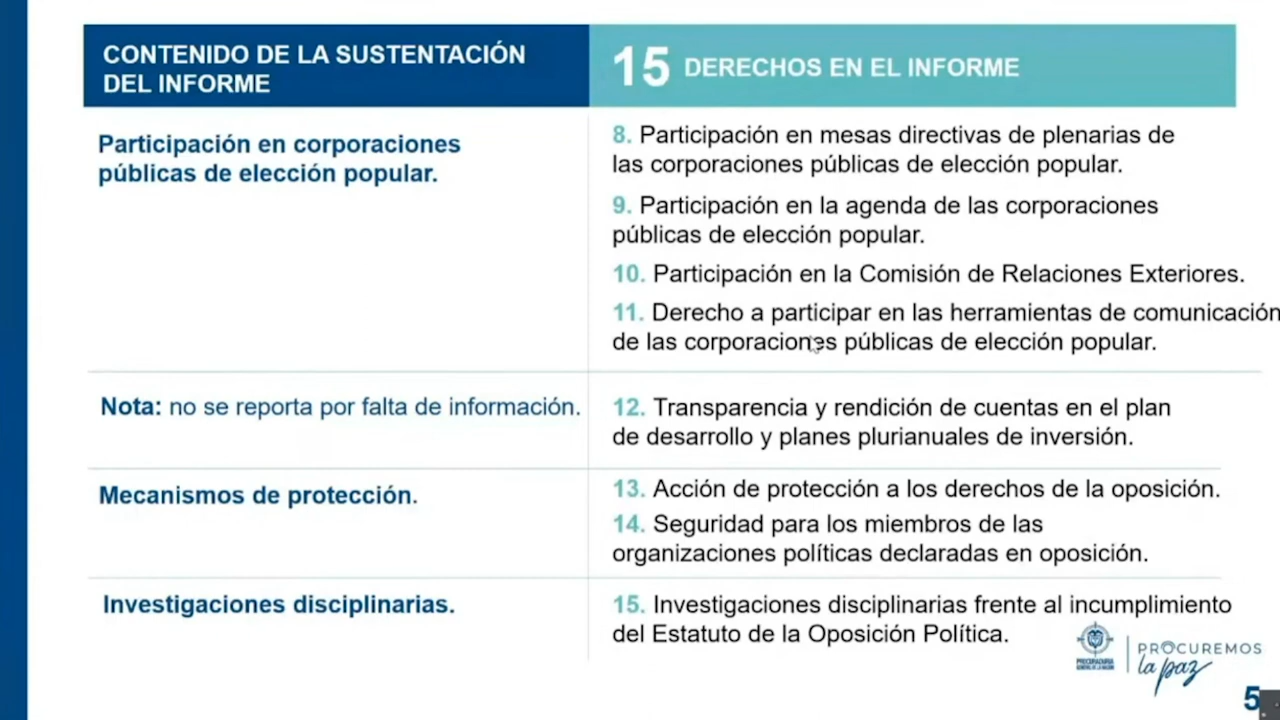 CONTENIDO DE LA SUSTENTACIÓN
DEL INFORME
15 DERECHOS EN EL INFORME
Participación en corporaciones
públicas de elección popular.
8. Participación en mesas directivas de plenarias de
las corporaciones públicas de elección popular.
9. Participación en la agenda de las corporaciones
públicas de elección popular.
10. Participación en la Comisión de Relaciones Exteriores.
11. Derecho a participar en las herramientas de comunicación
de las corporaciones públicas de elección popular.
Nota: no se reporta por falta de información.
12. Transparencia y rendición de cuentas en el plan
de desarrollo y planes plurianuales de inversión.
Mecanismos de protección.
13. Acción de protección a los derechos de la oposición.
14. Seguridad para los miembros de las
organizaciones políticas declaradas en oposición.
Investigaciones disciplinarias.
15. Investigaciones disciplinarias frente al incumplimiento
del Estatuto de la Oposición Política.
PROCURADURIA
GENERAL DE LA NACION
PROCUREMOS
la paz
5